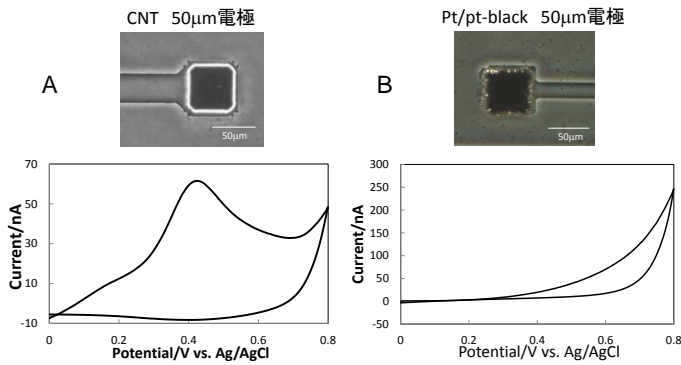 CNT 50μm電極
Pt/pt-black 50μm電極
A
50μm
B
50μm
70
50
30
10
-10
Current/nA
0
0.2
0.4
0.6
0.8
Potential/V vs. Ag/AgCl
300
250
200
150
100
50
0
-50
Current/nA
0
0.2
0.4
0.6
0.8
Potential/V vs. Ag/AgCl